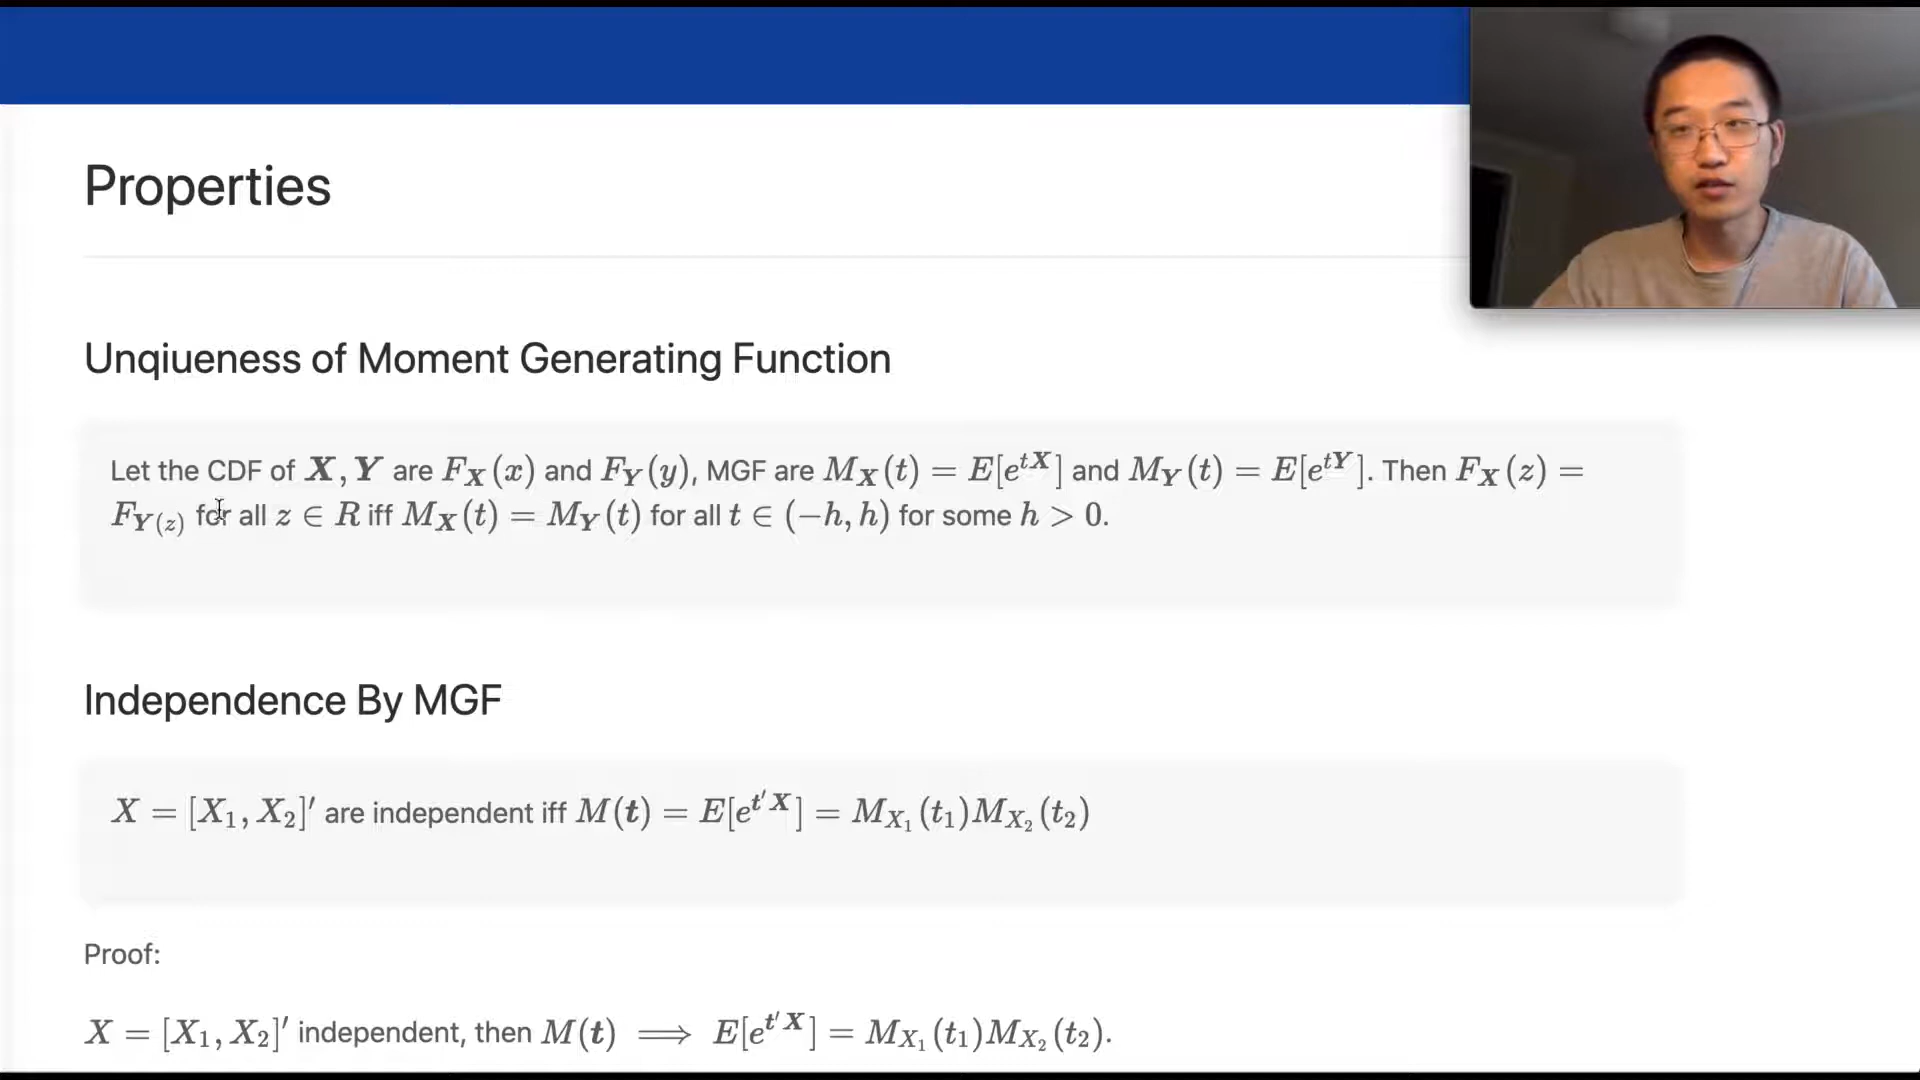 Properties
Unqiueness of Moment Generating Function
Let the CDF of X, Y are F_X(x) and F_Y(y), MGF are M_X(t) = E[e^{tX}] and M_Y(t) = E[e^{tY}]. Then F_X(z) =
F_{Y(z)} for all z ∈ R iff M_X(t) = M_Y(t) for all t ∈ (−h, h) for some h > 0.
Independence By MGF
X = [X_1, X_2]′ are independent iff M(t) = E[e^{t′X}] = M_{X_1}(t_1)M_{X_2}(t_2)
Proof:
X = [X_1, X_2]′ independent, then M(t) ⟹ E[e^{t′X}] = M_{X_1}(t_1)M_{X_2}(t_2).